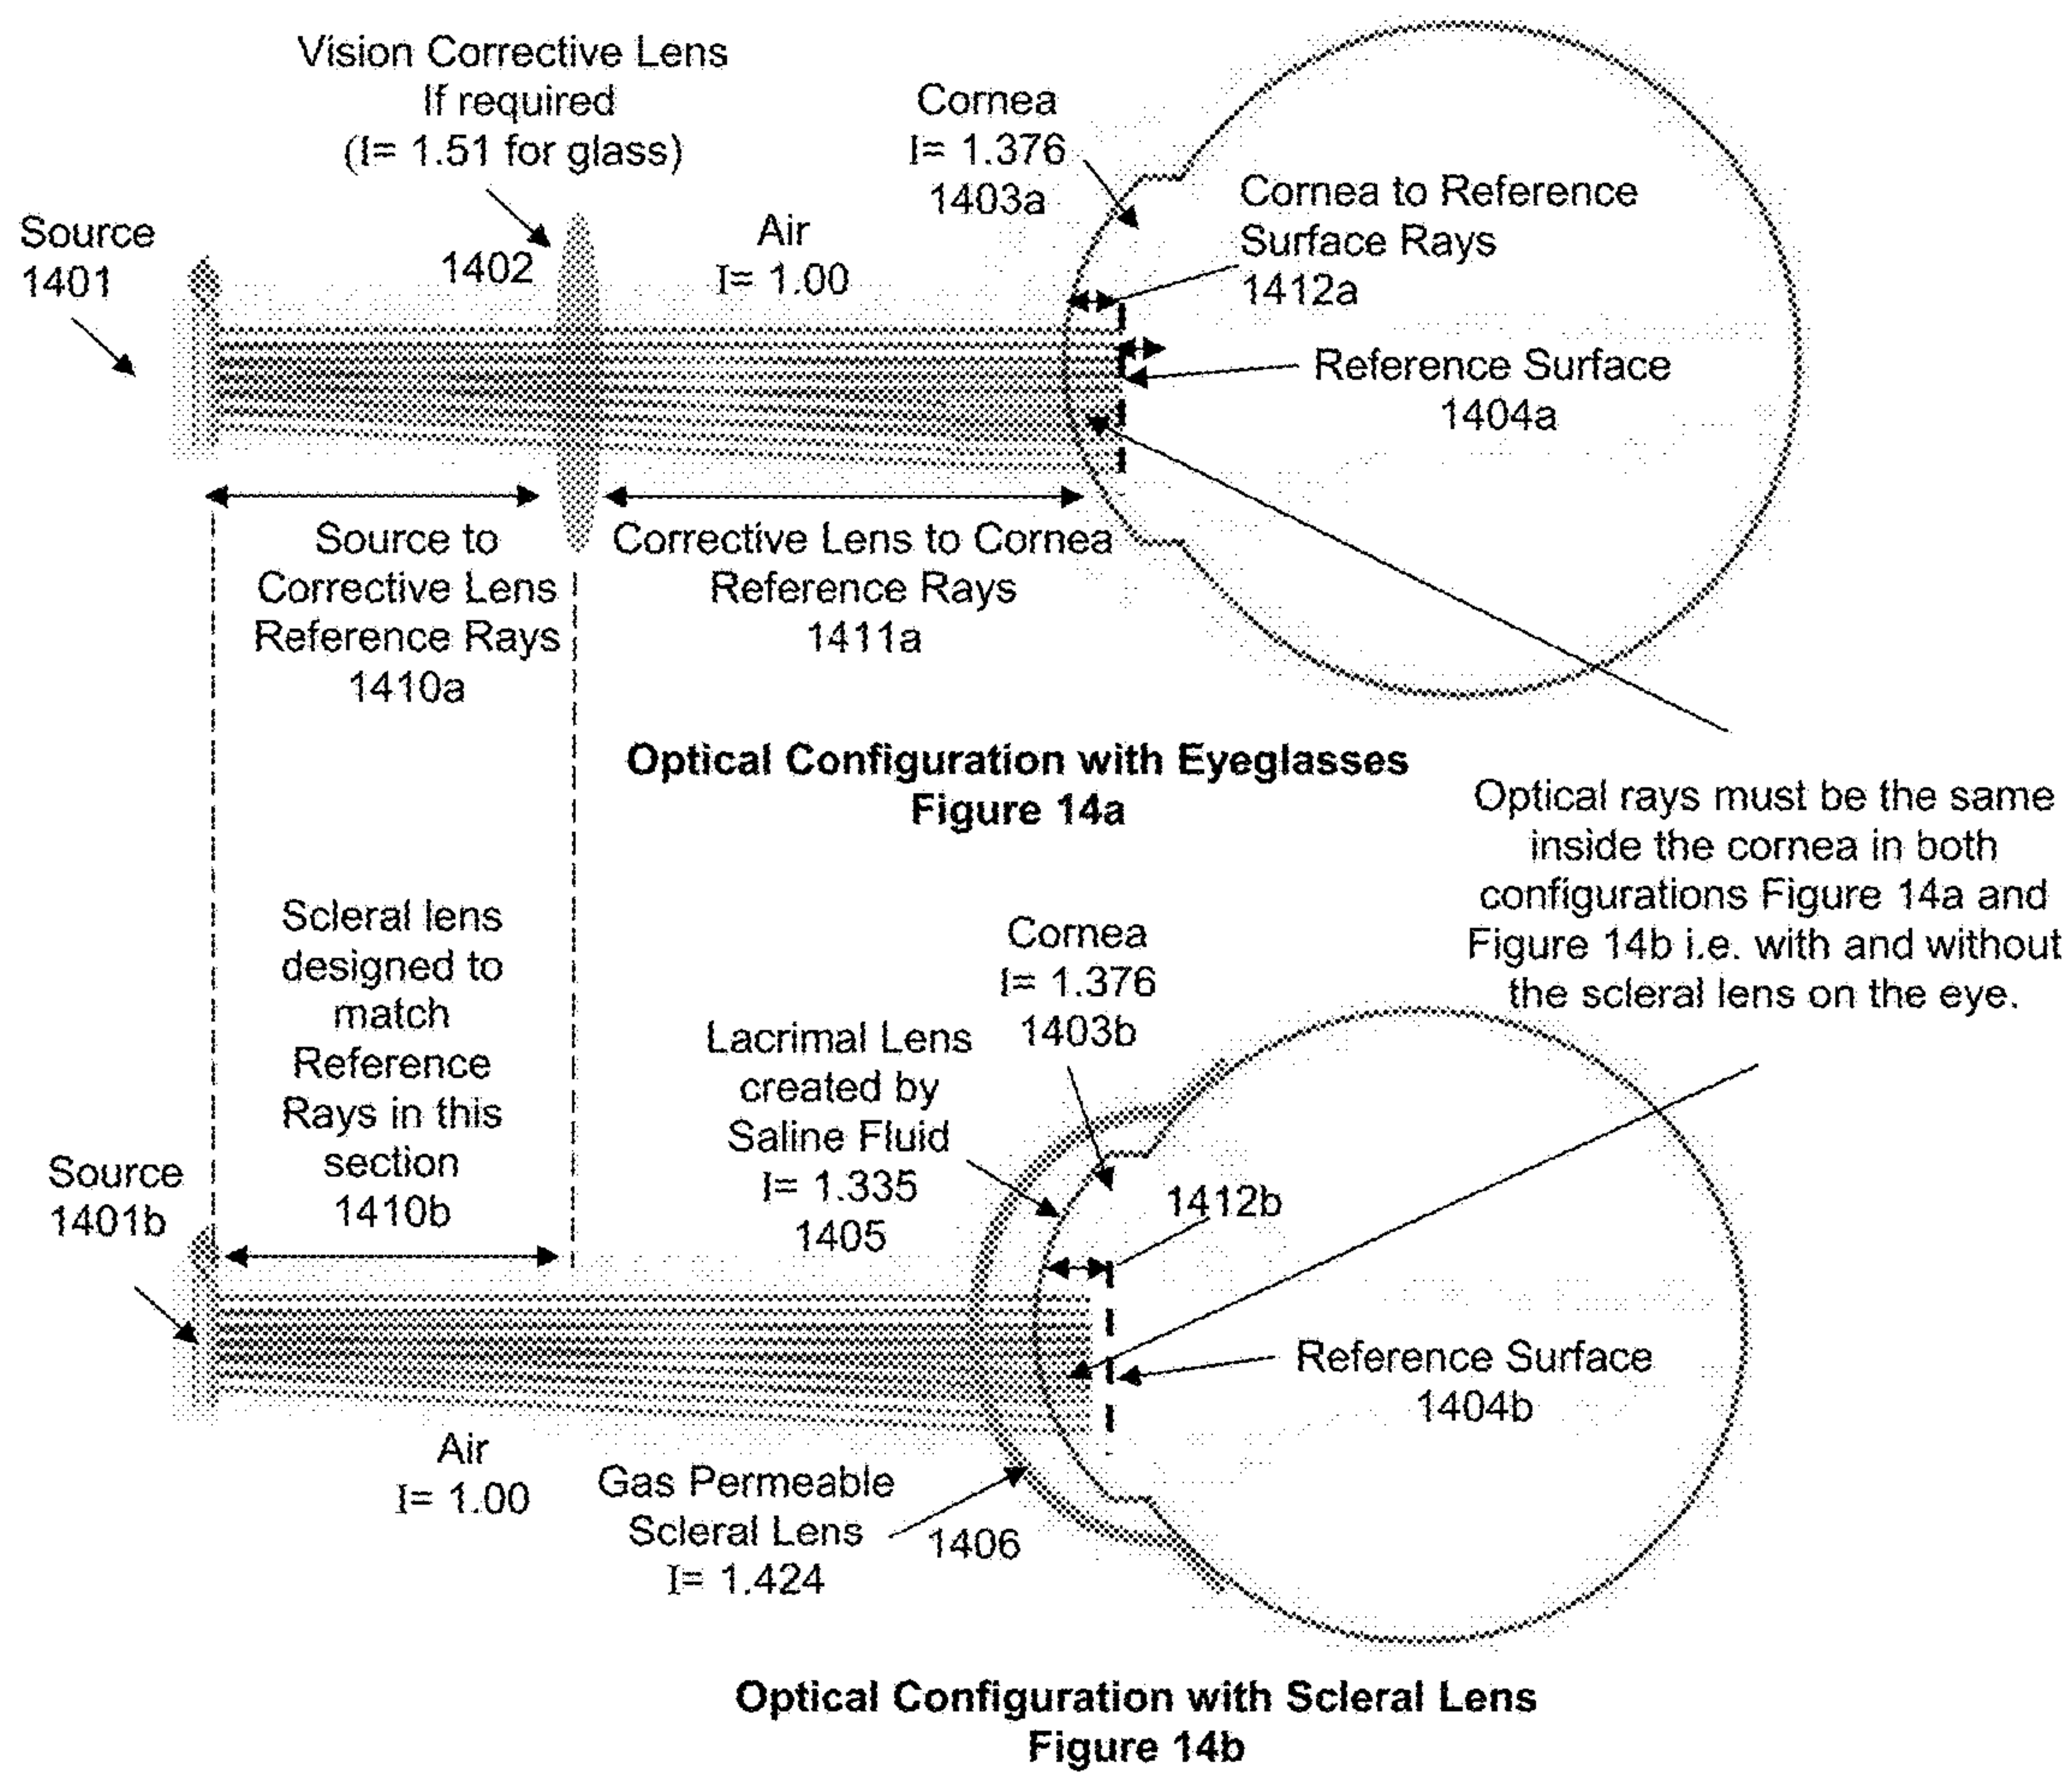 Vision Corrective Lens
If required
(I= 1.51 for glass)
Cornea
I= 1.376
1403a
Source
1401
1402
Air
I= 1.00
Cornea to Reference
Surface Rays
1412a
Reference Surface
1404a
Source to
Corrective Lens
Reference Rays
1410a
Corrective Lens to Cornea
Reference Rays
1411a
Optical Configuration with Eyeglasses
Figure 14a
Optical rays must be the same
inside the cornea in both
configurations Figure 14a and
Figure 14b i.e. with and without
the scleral lens on the eye.
Scleral lens
designed to
match
Reference
Rays in this
section
1410b
Cornea
I= 1.376
1403b
Lacrimal Lens
created by
Saline Fluid
I= 1.335
1405
Source
1401b
1412b
Reference Surface
1404b
Air
I= 1.00
Gas Permeable
Scleral Lens
I= 1.424
1406
Optical Configuration with Scleral Lens
Figure 14b